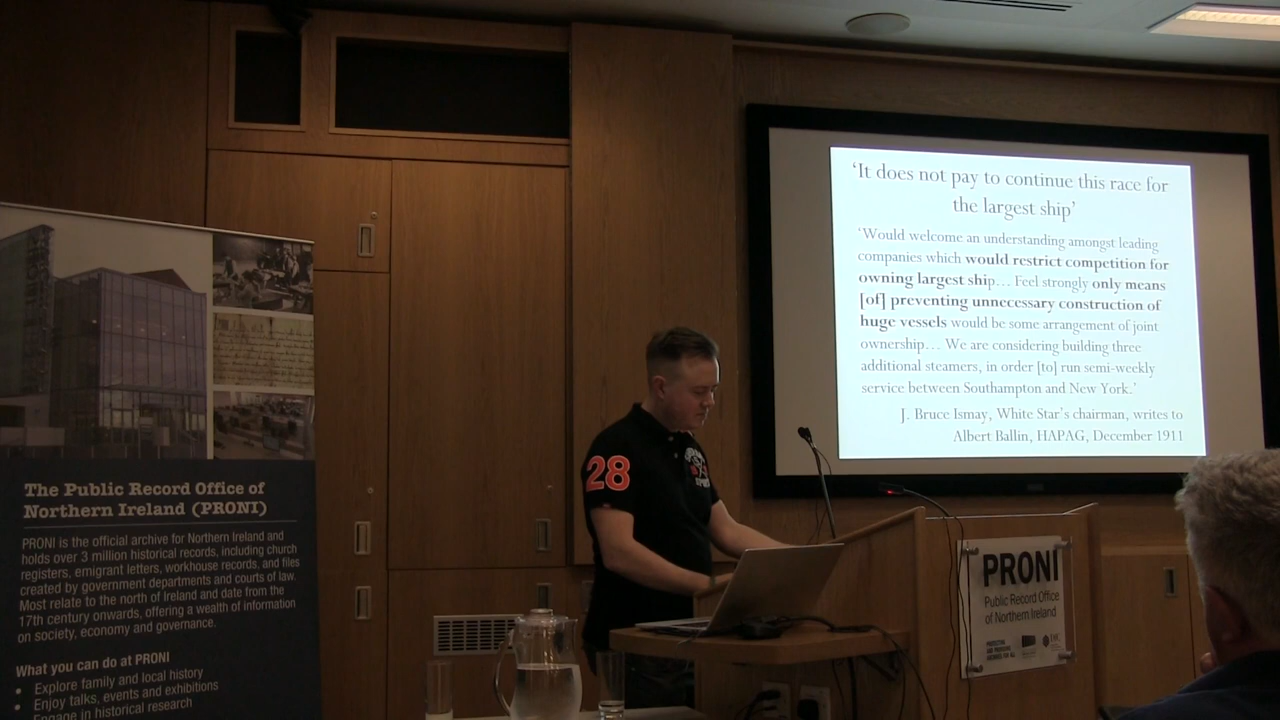 The Public Record Office of
Northern Ireland (PRONI)
PRONI is the official archive for Northern Ireland and
holds over 3 million historical records, including church
registers, emigrant letters, workhouse records, and files
created by government departments and courts of law.
Most relate to the north of Ireland and date from the
17th century onwards, offering a wealth of information
on society, economy and governance.
What you can do at PRONI
• Explore family and local history
• Enjoy talks, events and exhibitions
• Engage in historical research
28
‘It does not pay to continue this race for
the largest ship’
‘Would welcome an understanding amongst leading
companies which would restrict competition for
owning largest ship… Feel strongly only means
[of] preventing unnecessary construction of
huge vessels would be some arrangement of joint
ownership… We are considering building three
additional steamers, in order [to] run semi-weekly
service between Southampton and New York.’
J. Bruce Ismay, White Star’s chairman, writes to
Albert Ballin, HAPAG, December 1911
PRONI
Public Record Office
of Northern Ireland